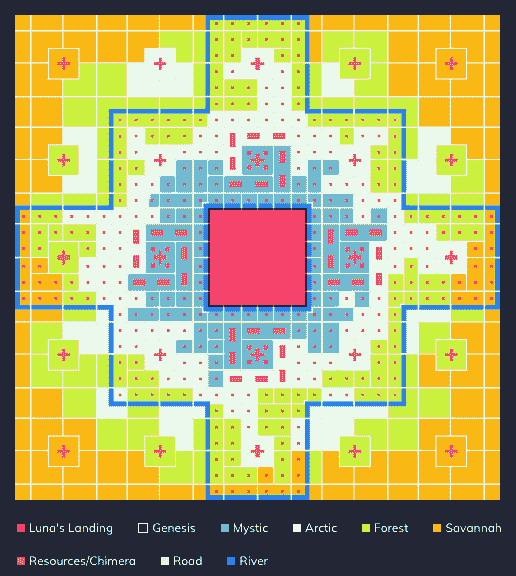 Luna's Landing Genesis Mystic Arctic Forest Savannah
Resources/Chimera Road River